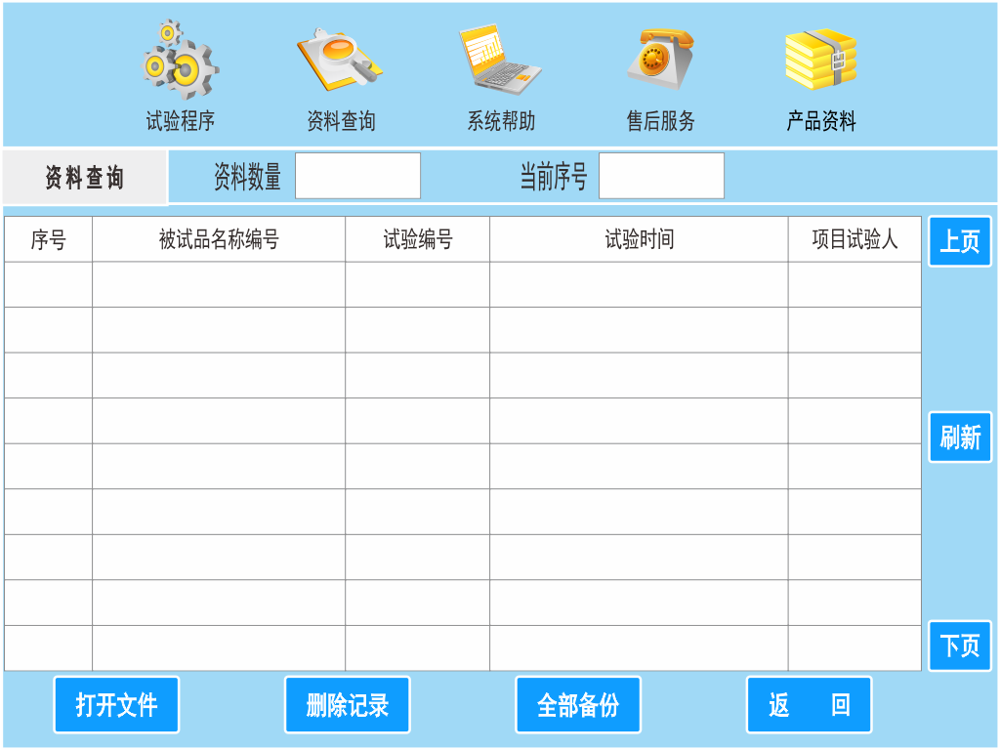 试验程序 资料查询 系统帮助 售后服务 产品资料
资料查询 资料数量 当前序号
序号 被试品名称编号 试验编号 试验时间 项目试验人 上页
刷新
下页
打开文件 删除记录 全部备份 返 回